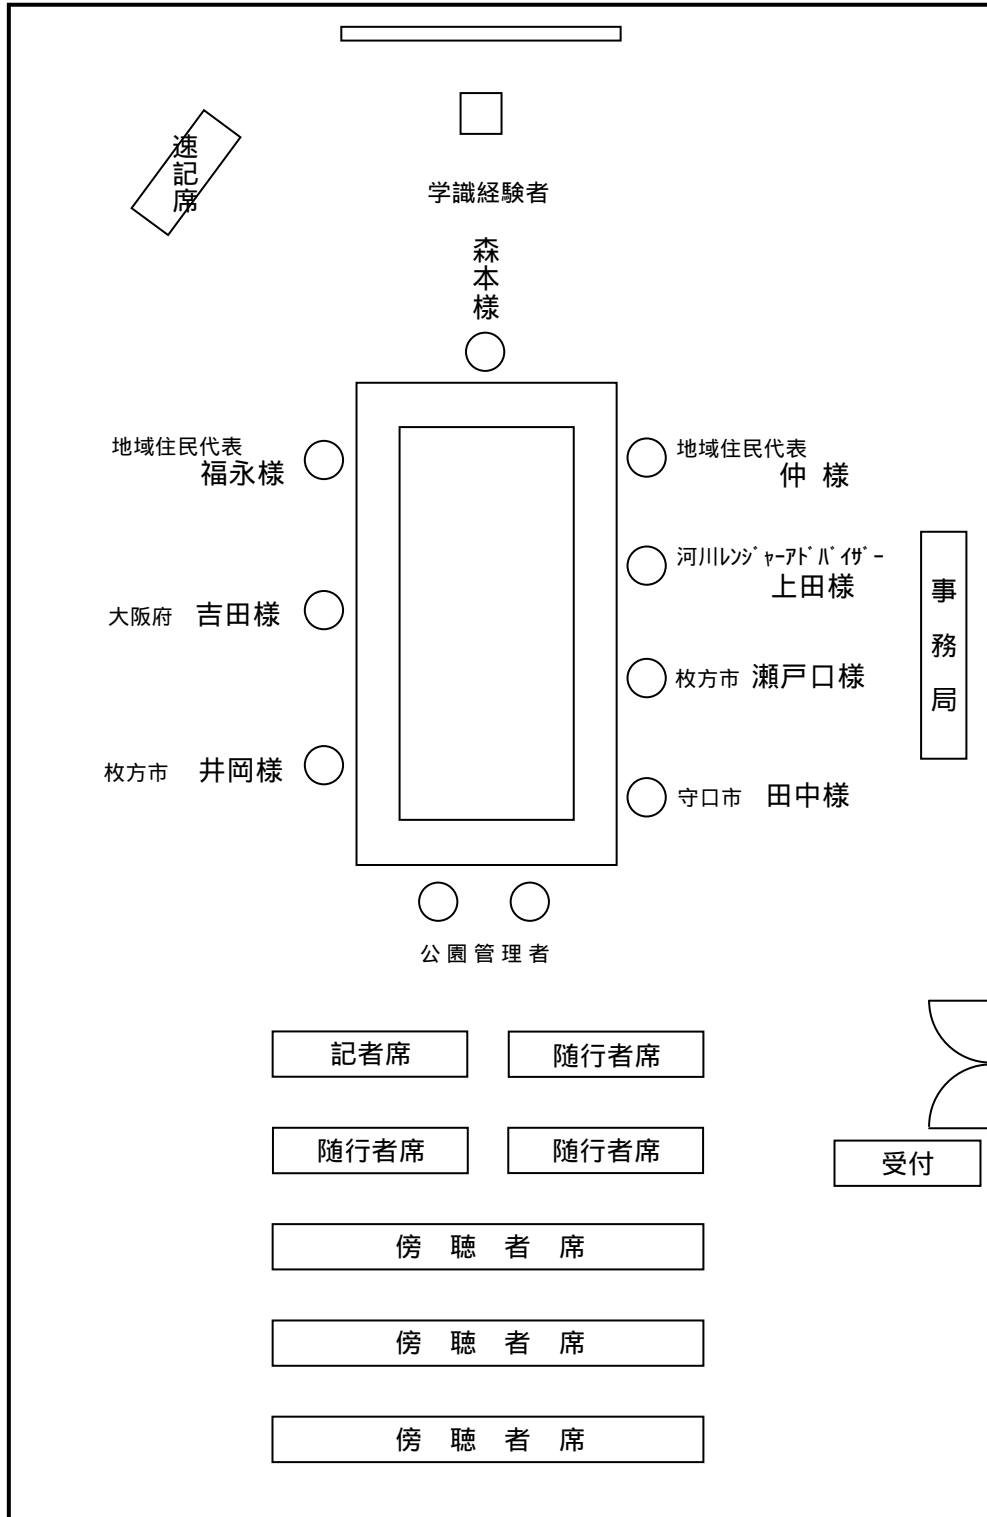 速記席
学識経験者
森本様
地域住民代表
福永様
地域住民代表
仲 様
河川ﾚﾝｼﾞｬｰｱﾄﾞﾊﾞｲｻﾞｰ
上田様
大阪府 吉田様
事務局
枚方市 瀬戸口様
枚方市 井岡様
守口市 田中様
公園管理者
記者席
随行者席
随行者席
随行者席
受付
傍 聴 者 席
傍 聴 者 席
傍 聴 者 席